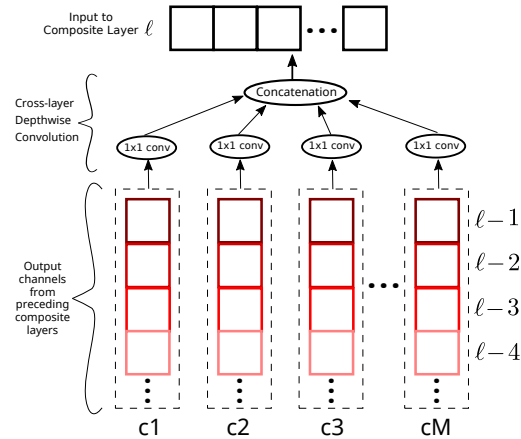 Input to
Composite Layer ℓ
Concatenation
Cross-layer
Depthwise
Convolution
1x1 conv 1x1 conv 1x1 conv 1x1 conv
ℓ−1
ℓ−2
ℓ−3
ℓ−4
Output
channels
from
preceding
composite
layers
c1 c2 c3 cM